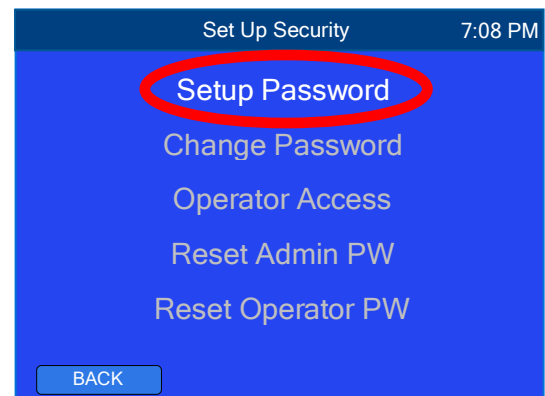 Set Up Security 7:08 PM
Setup Password
Change Password
Operator Access
Reset Admin PW
Reset Operator PW
BACK